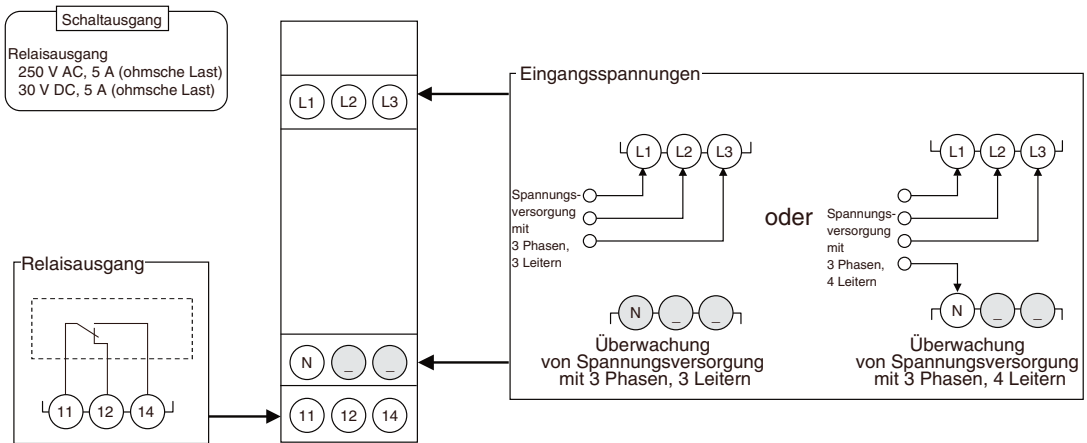 Schaltausgang
Relaisausgang
250 V AC, 5 A (ohmsche Last)
30 V DC, 5 A (ohmsche Last)
L1 L2 L3
N _ _
11 12 14
Relaisausgang
11 12 14
Eingangsspannungen
L1 L2 L3
Spannungs-
versorgung
mit
3 Phasen,
3 Leitern
N _ _
Überwachung
von Spannungsversorgung
mit 3 Phasen, 3 Leitern
oder
L1 L2 L3
Spannungs-
versorgung
mit
3 Phasen,
4 Leitern
N _ _
Überwachung
von Spannungsversorgung
mit 3 Phasen, 4 Leitern